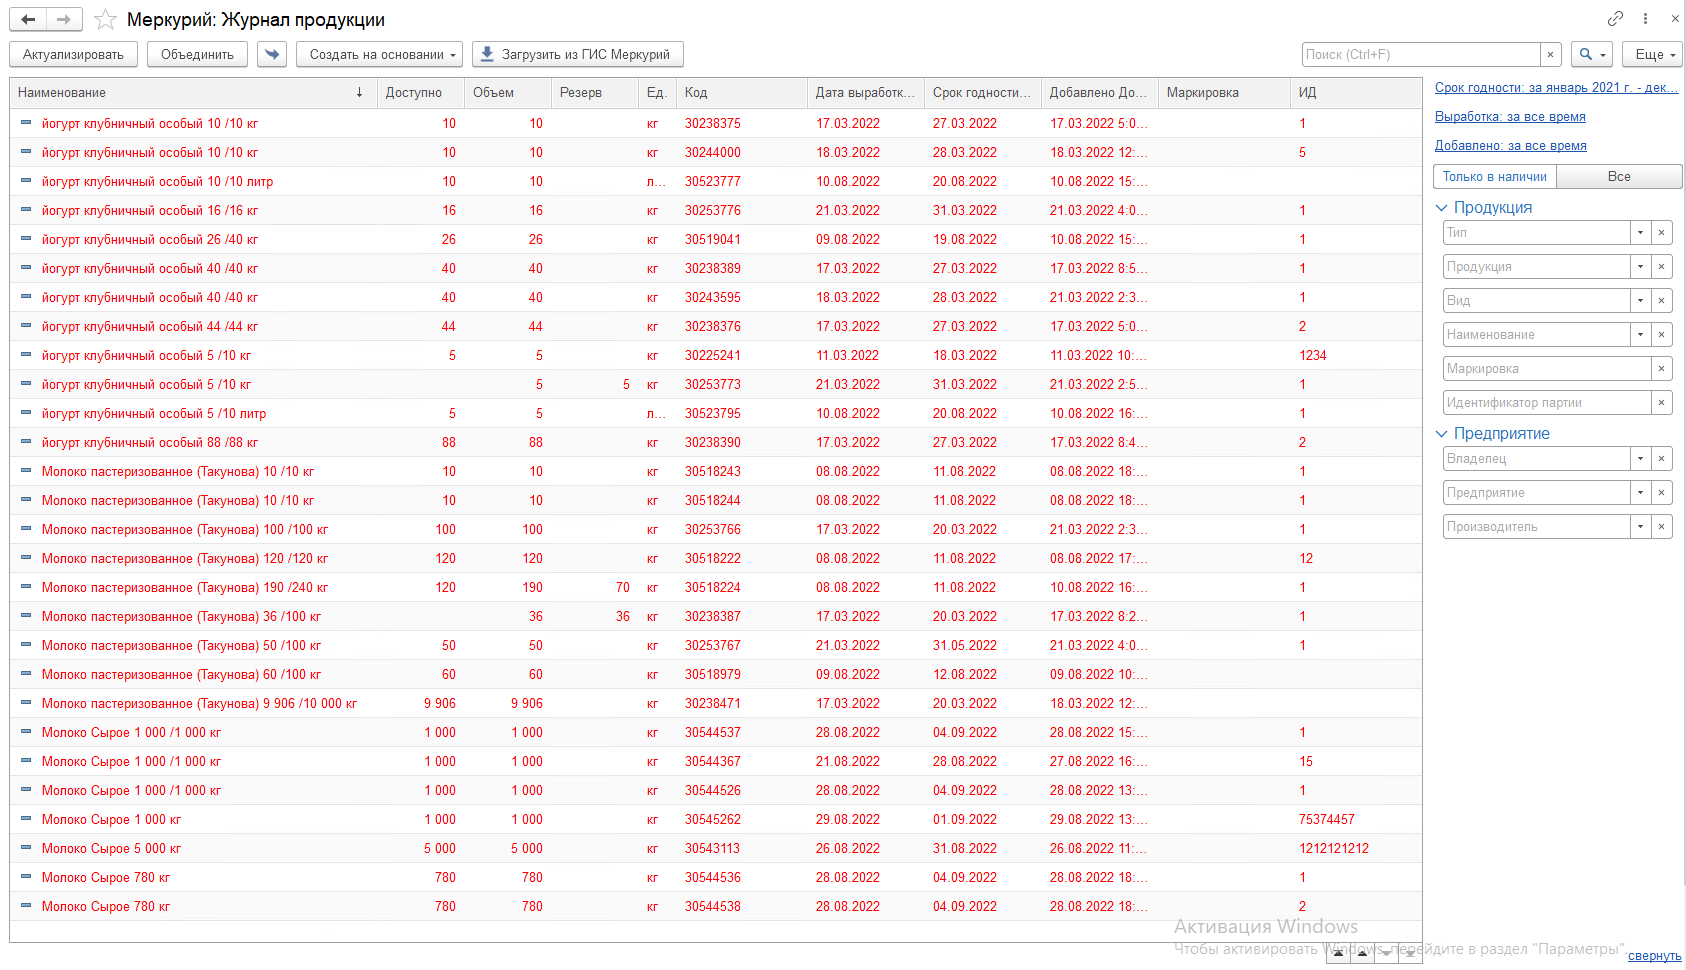 Меркурий: Журнал продукции
Актуализировать Объединить Создать на основании Загрузить из ГИС Меркурий Поиск (Ctrl+F) × Еще
Наименование ↓ Доступно Объем Резерв Ед. Код Дата выработк... Срок годности... Добавлено До... Маркировка ИД
йогурт клубничный особый 10 /10 кг 10 10 кг 30238375 17.03.2022 27.03.2022 17.03.2022 5:0... 1
йогурт клубничный особый 10 /10 кг 10 10 кг 30244000 18.03.2022 28.03.2022 18.03.2022 12:... 5
йогурт клубничный особый 10 /10 литр 10 10 л... 30523777 10.08.2022 20.08.2022 10.08.2022 15:...
йогурт клубничный особый 16 /16 кг 16 16 кг 30253776 21.03.2022 31.03.2022 21.03.2022 4:0... 1
йогурт клубничный особый 26 /40 кг 26 26 кг 30519041 09.08.2022 19.08.2022 10.08.2022 15:... 1
йогурт клубничный особый 40 /40 кг 40 40 кг 30238389 17.03.2022 27.03.2022 17.03.2022 8:5... 1
йогурт клубничный особый 40 /40 кг 40 40 кг 30243595 18.03.2022 28.03.2022 21.03.2022 2:3... 1
йогурт клубничный особый 44 /44 кг 44 44 кг 30238376 17.03.2022 27.03.2022 17.03.2022 5:0... 2
йогурт клубничный особый 5 /10 кг 5 5 кг 30225241 11.03.2022 18.03.2022 11.03.2022 10:... 1234
йогурт клубничный особый 5 /10 кг 5 5 кг 30253773 21.03.2022 31.03.2022 21.03.2022 2:5... 1
йогурт клубничный особый 5 /10 литр 5 5 л... 30523795 10.08.2022 20.08.2022 10.08.2022 16:... 1
йогурт клубничный особый 88 /88 кг 88 88 кг 30238390 17.03.2022 27.03.2022 17.03.2022 8:4... 2
Молоко пастеризованное (Такунова) 10 /10 кг 10 10 кг 30518243 08.08.2022 11.08.2022 08.08.2022 18:... 1
Молоко пастеризованное (Такунова) 10 /10 кг 10 10 кг 30518244 08.08.2022 11.08.2022 08.08.2022 18:... 1
Молоко пастеризованное (Такунова) 100 /100 кг 100 100 кг 30253766 17.03.2022 20.03.2022 21.03.2022 2:3... 1
Молоко пастеризованное (Такунова) 120 /120 кг 120 120 кг 30518222 08.08.2022 11.08.2022 08.08.2022 17:... 12
Молоко пастеризованное (Такунова) 190 /240 кг 120 190 70 кг 30518224 08.08.2022 11.08.2022 10.08.2022 16:... 1
Молоко пастеризованное (Такунова) 36 /100 кг 36 36 кг 30238387 17.03.2022 20.03.2022 17.03.2022 8:2... 1
Молоко пастеризованное (Такунова) 50 /100 кг 50 50 кг 30253767 21.03.2022 31.05.2022 21.03.2022 4:0... 1
Молоко пастеризованное (Такунова) 60 /100 кг 60 60 кг 30518979 09.08.2022 12.08.2022 09.08.2022 10:...
Молоко пастеризованное (Такунова) 9 906 /10 000 кг 9 906 9 906 кг 30238471 17.03.2022 20.03.2022 18.03.2022 12:...
Молоко Сырое 1 000 /1 000 кг 1 000 1 000 кг 30544537 28.08.2022 04.09.2022 28.08.2022 15:... 1
Молоко Сырое 1 000 /1 000 кг 1 000 1 000 кг 30544367 21.08.2022 28.08.2022 27.08.2022 16:... 15
Молоко Сырое 1 000 /1 000 кг 1 000 1 000 кг 30544526 28.08.2022 04.09.2022 28.08.2022 13:... 1
Молоко Сырое 1 000 кг 1 000 1 000 кг 30545262 29.08.2022 01.09.2022 29.08.2022 13:... 75374457
Молоко Сырое 5 000 кг 5 000 5 000 кг 30543113 26.08.2022 31.08.2022 26.08.2022 11:... 1212121212
Молоко Сырое 780 кг 780 780 кг 30544536 28.08.2022 04.09.2022 28.08.2022 18:... 1
Молоко Сырое 780 кг 780 780 кг 30544538 28.08.2022 04.09.2022 28.08.2022 18:... 2
Срок годности: за январь 2021 г. - дек...
Выработка: за все время
Добавлено: за все время
Только в наличии Все
Продукция
Тип
Продукция
Вид
Наименование
Маркировка
Идентификатор партии
Предприятие
Владелец
Предприятие
Производитель
Активация Windows
Чтобы активировать Windows, перейдите в раздел "Параметры".
свернуть